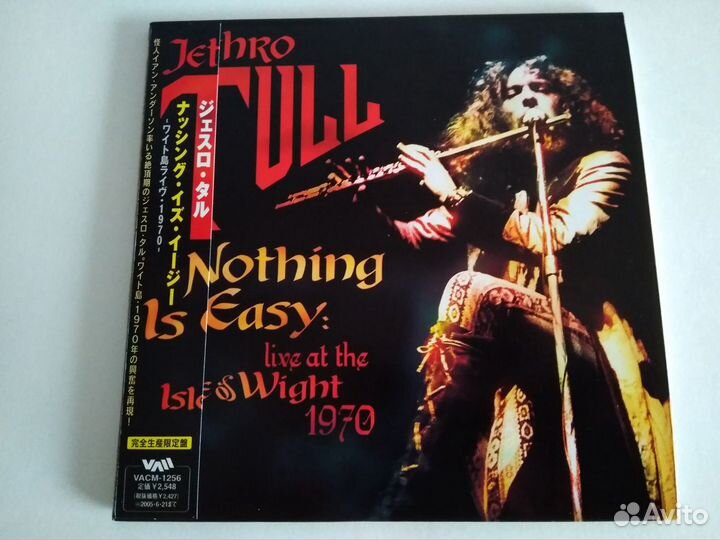 Jethro
TULL
Nothing
Is Easy:
live at the
Isle of Wight
1970
ジェスロ・タル
ナッシング・イズ・イージー
-ワイト島ライヴ・1970-
怪人イアン・アンダーソン率いる絶頂期のジェスロ・タル。ワイト島・1970年の興奮を再現!
完全生産限定盤
VAM
VACM-1256
定価¥2,548
(税抜価格¥2,427)
2005・6・21まで
Avito